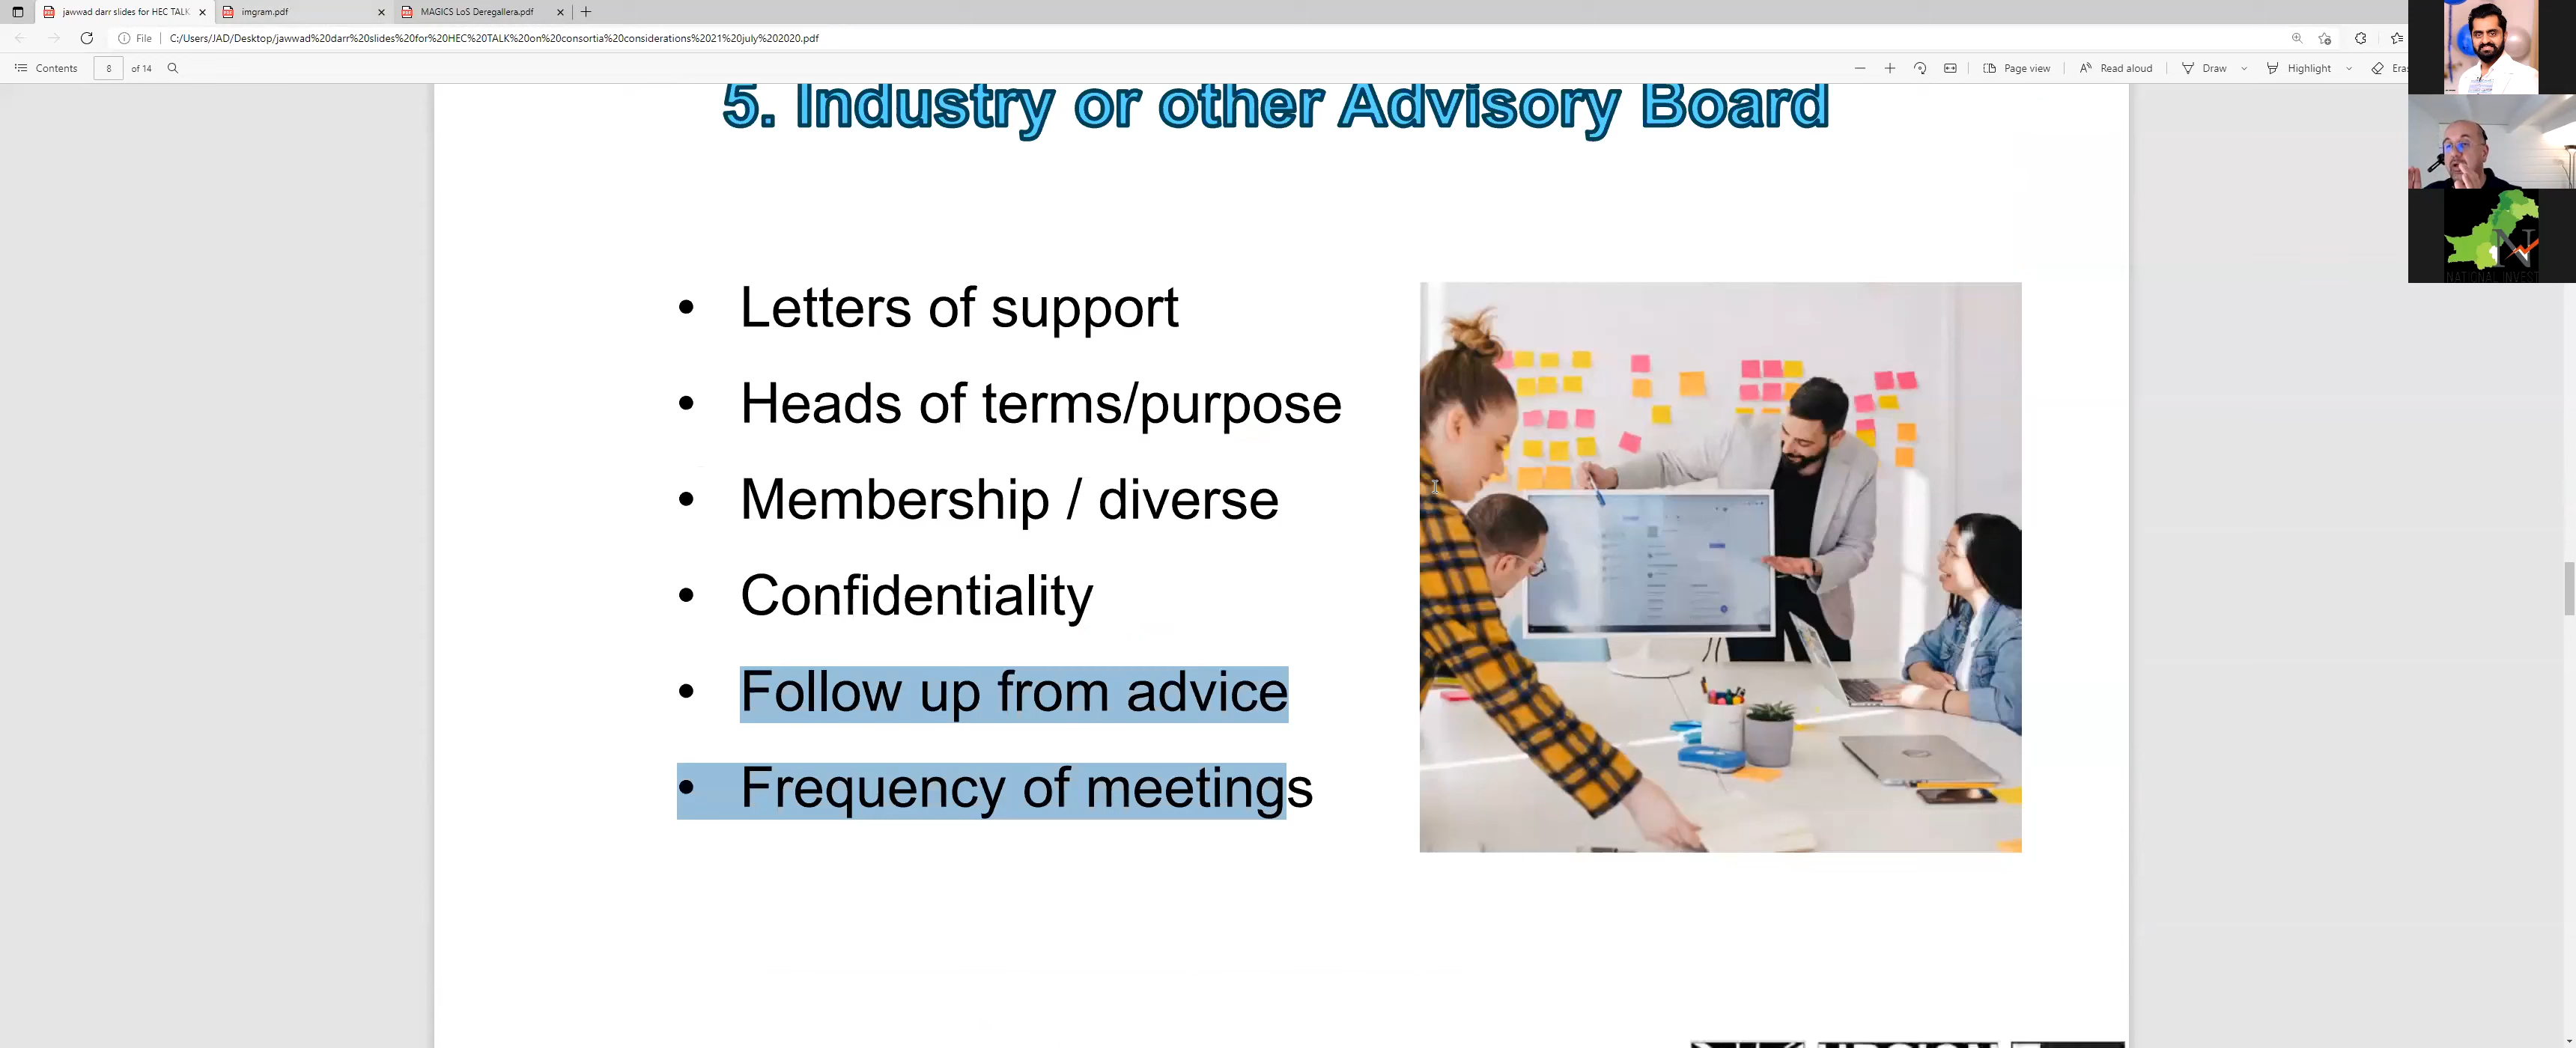 jawwad darr slides for HEC TALK
imgram.pdf
MAGICS LoS Deregallera.pdf
File
C:/Users/JAD/Desktop/jawwad%20darr%20slides%20for%20HEC%20TALK%20on%20consortia%20considerations%2021%20july%202020.pdf
Contents
8
of 14
Page view
Read aloud
Draw
Highlight
Eras
5. Industry or other Advisory Board
• Letters of support
• Heads of terms/purpose
• Membership / diverse
• Confidentiality
• Follow up from advice
• Frequency of meetings
N
NATIONAL INVEST